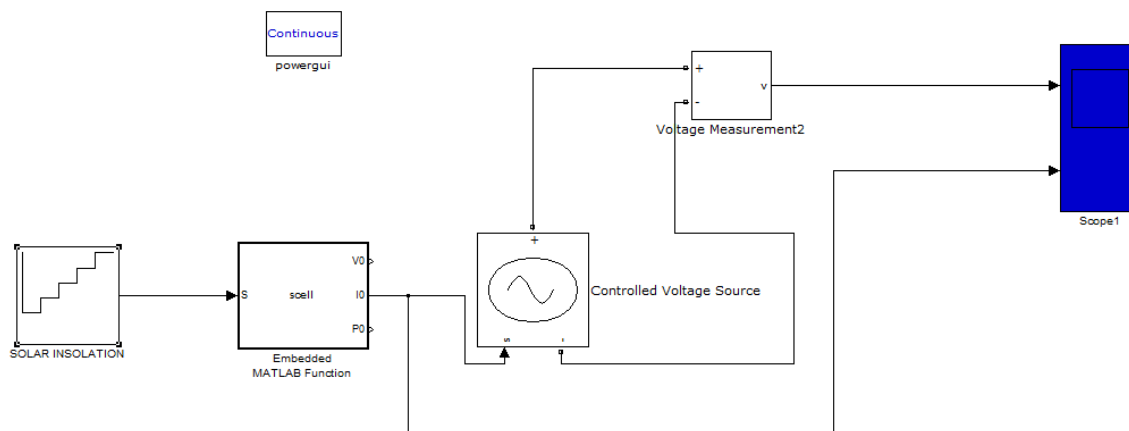 Continuous
powergui
+
-
v
Voltage Measurement2
Scope1
SOLAR INSOLATION
S
scell
V0
I0
P0
Embedded
MATLAB Function
+
Controlled Voltage Source
s
-